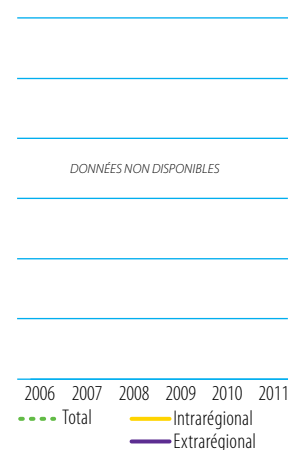 DONNÉES NON DISPONIBLES
2006 2007 2008 2009 2010 2011
Total Intrarégional
Extrarégional